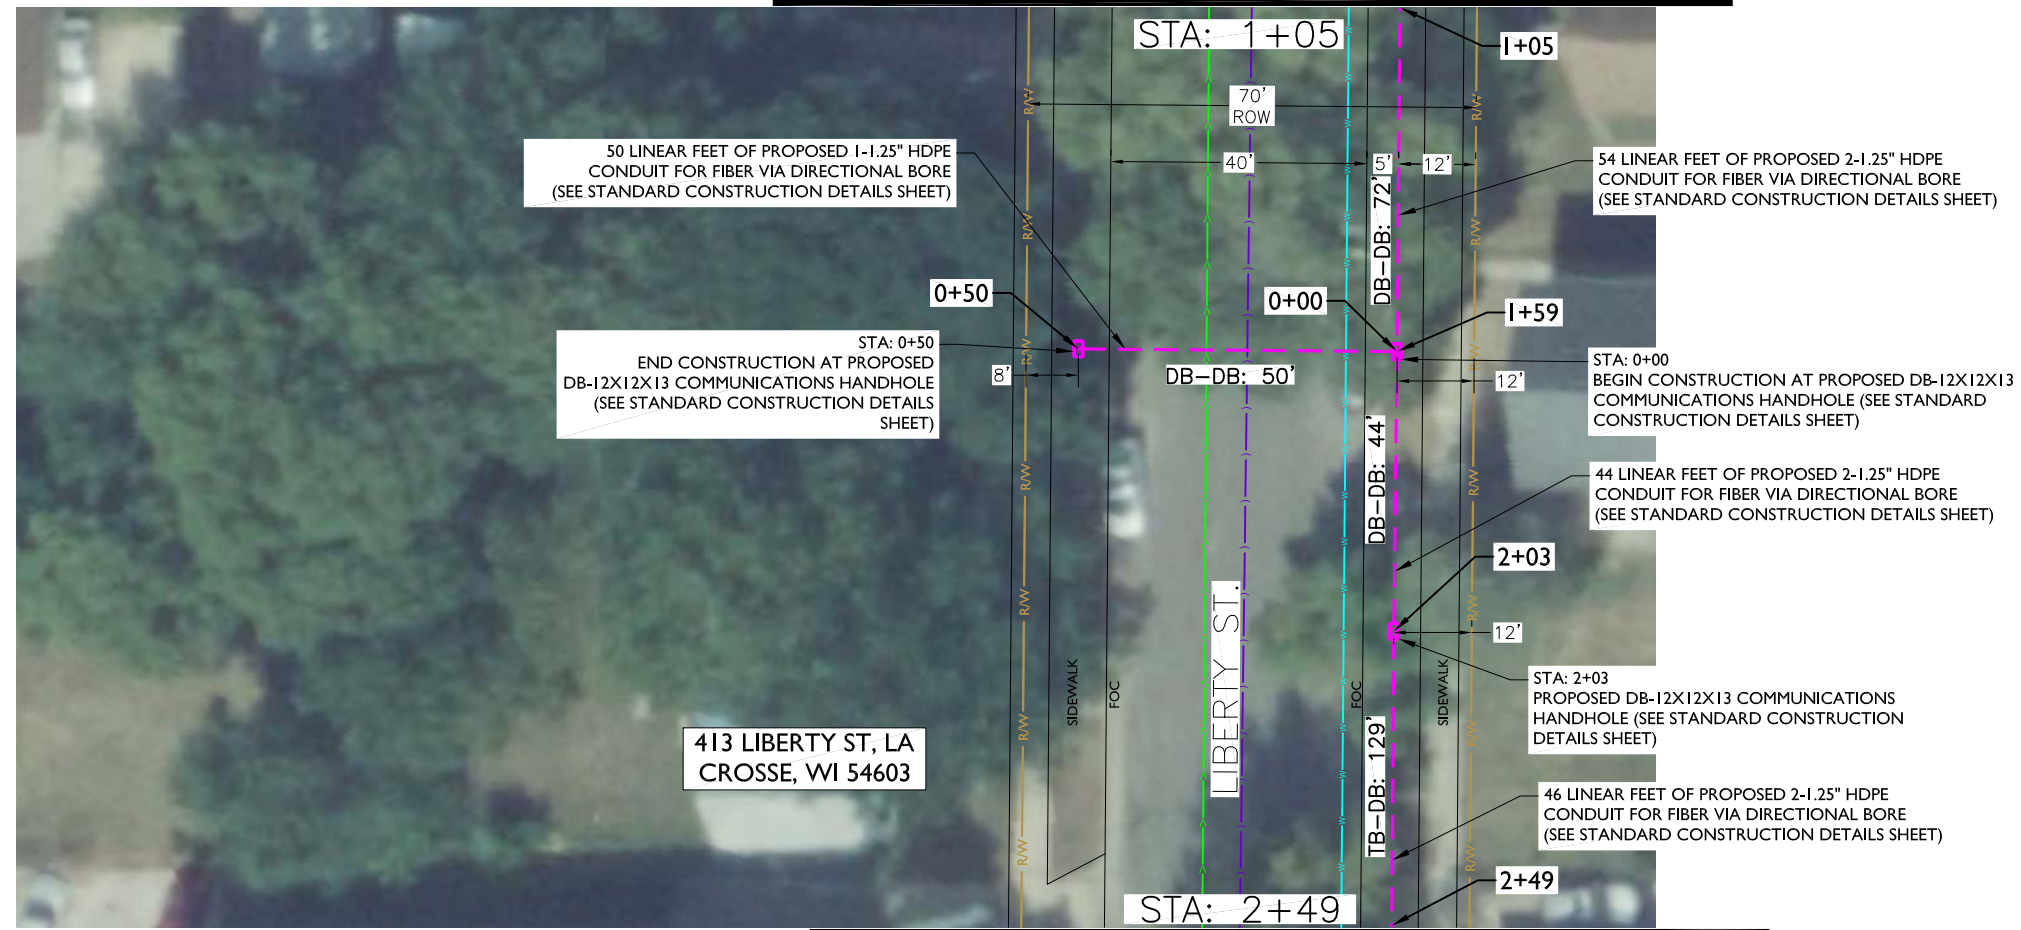 STA: 1+05
1+05
70'
ROW
50 LINEAR FEET OF PROPOSED 1-1.25" HDPE
CONDUIT FOR FIBER VIA DIRECTIONAL BORE
(SEE STANDARD CONSTRUCTION DETAILS SHEET)
40'
5'
12'
54 LINEAR FEET OF PROPOSED 2-1.25" HDPE
CONDUIT FOR FIBER VIA DIRECTIONAL BORE
(SEE STANDARD CONSTRUCTION DETAILS SHEET)
DB-DB: 72'
0+50
0+00
1+59
STA: 0+50
END CONSTRUCTION AT PROPOSED
DB-12X12X13 COMMUNICATIONS HANDHOLE
(SEE STANDARD CONSTRUCTION DETAILS
SHEET)
8'
DB-DB: 50'
12'
STA: 0+00
BEGIN CONSTRUCTION AT PROPOSED DB-12X12X13
COMMUNICATIONS HANDHOLE (SEE STANDARD
CONSTRUCTION DETAILS SHEET)
DB-DB: 44'
44 LINEAR FEET OF PROPOSED 2-1.25" HDPE
CONDUIT FOR FIBER VIA DIRECTIONAL BORE
(SEE STANDARD CONSTRUCTION DETAILS SHEET)
2+03
12'
SIDEWALK
FOC
LIBERTY ST.
FOC
SIDEWALK
STA: 2+03
PROPOSED DB-12X12X13 COMMUNICATIONS
HANDHOLE (SEE STANDARD CONSTRUCTION
DETAILS SHEET)
413 LIBERTY ST, LA
CROSSE, WI 54603
TB-DB: 129'
46 LINEAR FEET OF PROPOSED 2-1.25" HDPE
CONDUIT FOR FIBER VIA DIRECTIONAL BORE
(SEE STANDARD CONSTRUCTION DETAILS SHEET)
2+49
STA: 2+49
R/W
R/W
R/W
R/W
R/W
R/W
R/W
R/W
R/W
R/W
R/W
R/W
R/W
R/W